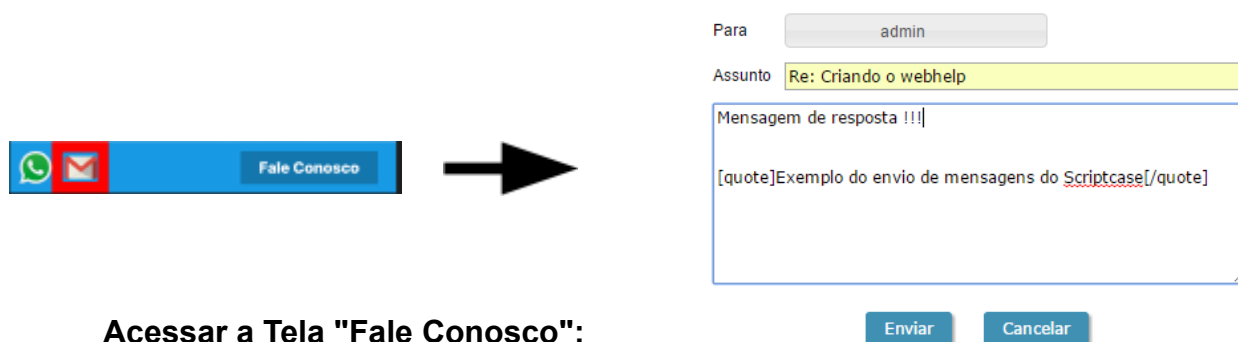 Para
admin
Assunto
Re: Criando o webhelp
Mensagem de resposta !!!
[quote]Exemplo do envio de mensagens do Scriptcase[/quote]
Fale Conosco
Enviar
Cancelar
Acessar a Tela "Fale Conosco":